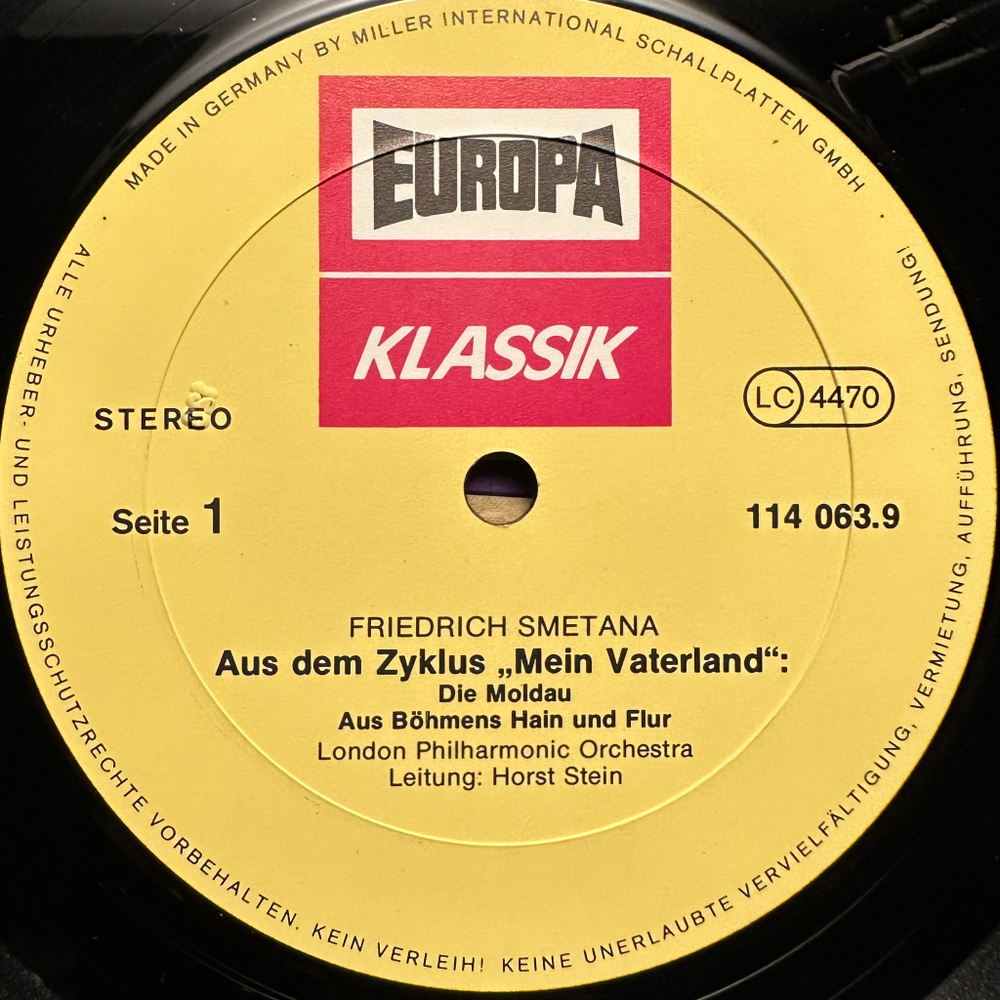 MADE IN GERMANY BY MILLER INTERNATIONAL SCHALLPLATTEN GMBH
EUROPA
KLASSIK
STEREO
LC 4470
Seite 1
114 063.9
FRIEDRICH SMETANA
Aus dem Zyklus „Mein Vaterland“:
Die Moldau
Aus Böhmens Hain und Flur
London Philharmonic Orchestra
Leitung: Horst Stein
ALLE URHEBER- UND LEISTUNGSSCHUTZRECHTE VORBEHALTEN. KEIN VERLEIH! KEINE UNERLAUBTE VERVIELFÄLTIGUNG, VERMIETUNG, AUFFÜHRUNG, SENDUNG!